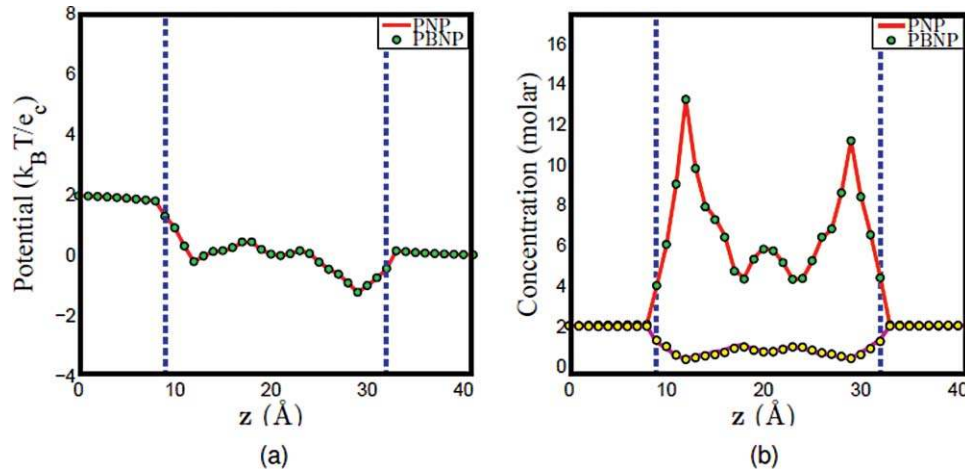 PNP
PBNP
Potential (k_B T/e_c)
8
6
4
2
0
−2
−4
0
10
20
30
40
z (Å)
(a)
PNP
PBNP
Concentration (molar)
16
14
12
10
8
6
4
2
0
0
10
20
30
40
z (Å)
(b)